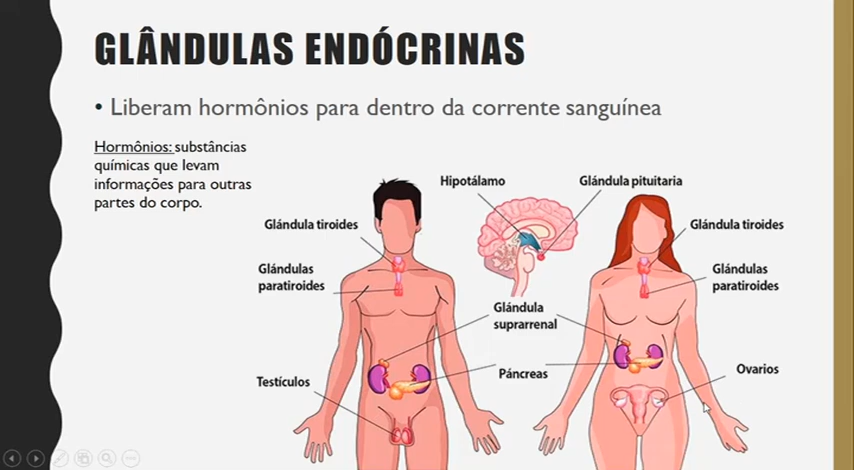 GLÂNDULAS ENDÓCRINAS
• Liberam hormônios para dentro da corrente sanguínea
Hormônios: substâncias
químicas que levam
informações para outras
partes do corpo.
Hipotálamo
Glándula pituitaria
Glándula tiroides
Glándula tiroides
Glándulas
paratiroides
Glándulas
paratiroides
Glándula
suprarrenal
Páncreas
Testículos
Ovarios